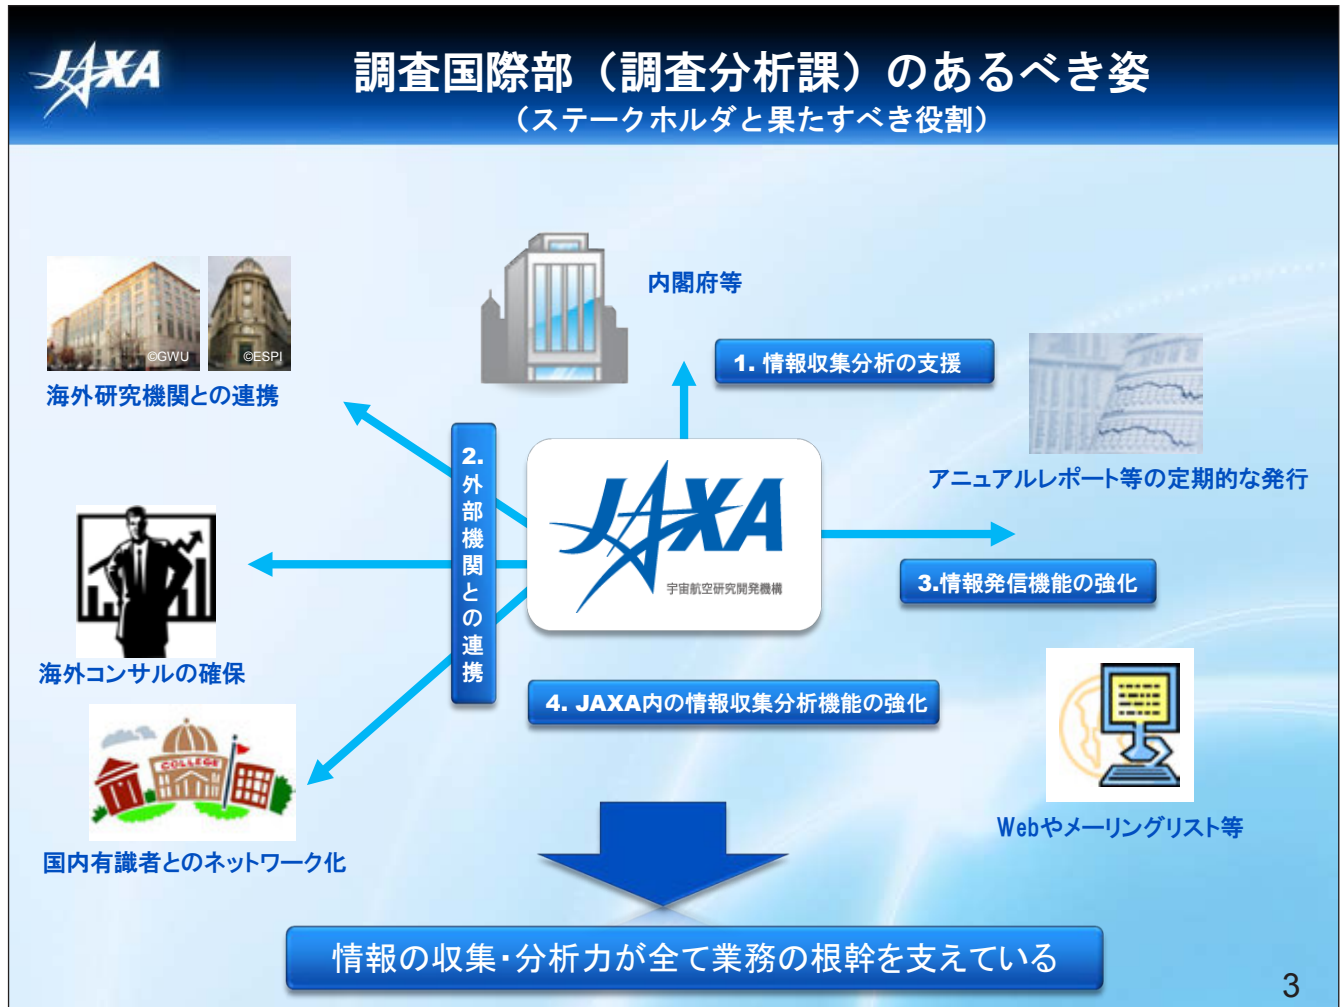 JAXA
調査国際部（調査分析課）のあるべき姿
（ステークホルダと果たすべき役割）
©GWU
©ESPI
海外研究機関との連携
内閣府等
1. 情報収集分析の支援
アニュアルレポート等の定期的な発行
2.外部機関との連携
JAXA
宇宙航空研究開発機構
3.情報発信機能の強化
海外コンサルの確保
4. JAXA内の情報収集分析機能の強化
COLLEGE
国内有識者とのネットワーク化
Webやメーリングリスト等
情報の収集・分析力が全て業務の根幹を支えている
3